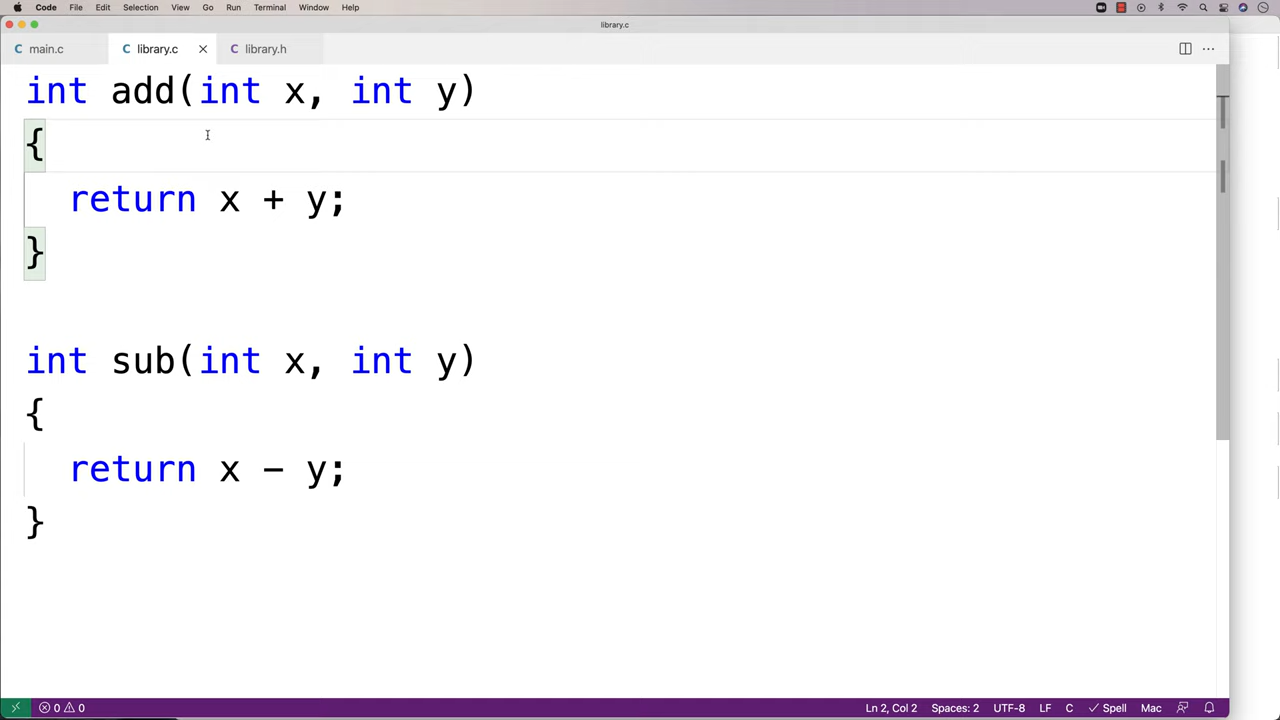 Code File Edit Selection View Go Run Terminal Window Help
library.c
C main.c C library.c C library.h
int add(int x, int y)
{
return x + y;
}
int sub(int x, int y)
{
return x - y;
}
0 0 Ln 2, Col 2 Spaces: 2 UTF-8 LF C Spell Mac